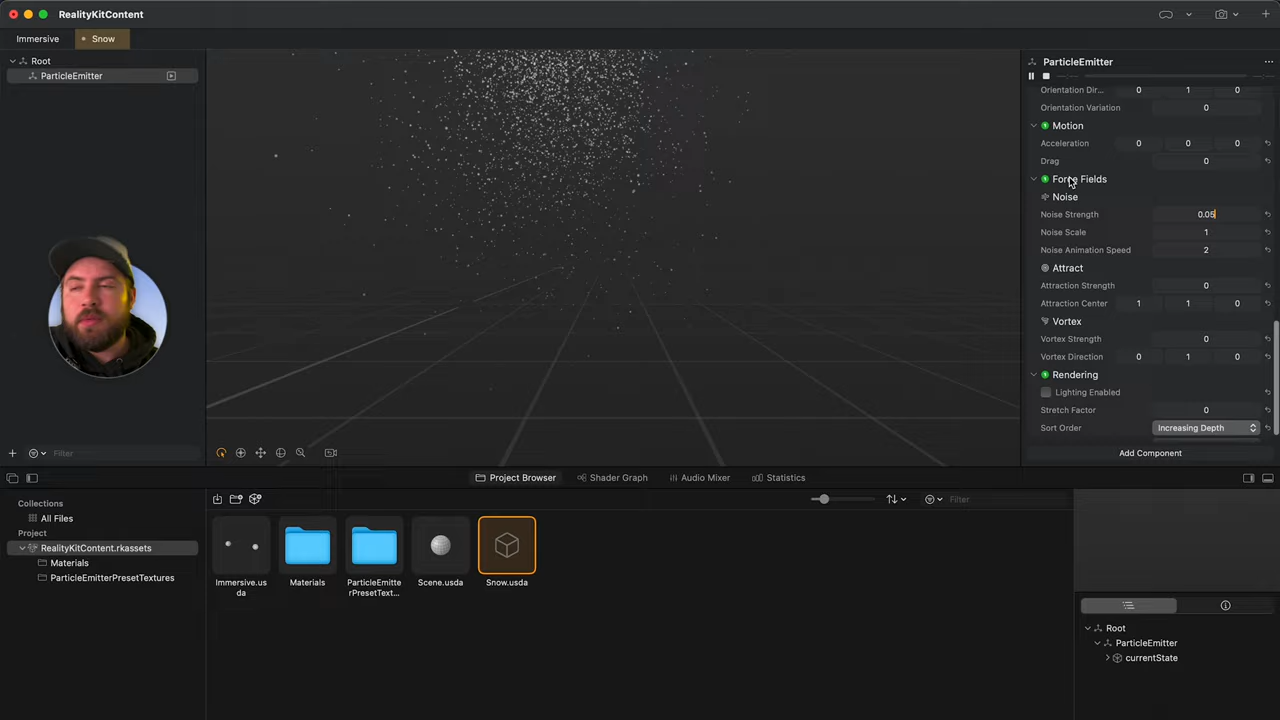 RealityKitContent
Immersive
Snow
Root
ParticleEmitter
Filter
ParticleEmitter
Orientation Dir... 0 1 0
Orientation Variation 0
Motion
Acceleration 0 0 0
Drag 0
Force Fields
Noise
Noise Strength 0.05
Noise Scale 1
Noise Animation Speed 2
Attract
Attraction Strength 0
Attraction Center 1 1 0
Vortex
Vortex Strength 0
Vortex Direction 0 1 0
Rendering
Lighting Enabled
Stretch Factor 0
Sort Order Increasing Depth
Add Component
Project Browser
Shader Graph
Audio Mixer
Statistics
Collections
All Files
Project
RealityKitContent.rkassets
Materials
ParticleEmitterPresetTextures
Filter
Immersive.us
da
Materials
ParticleEmitte
rPresetText...
Scene.usda
Snow.usda
Root
ParticleEmitter
currentState